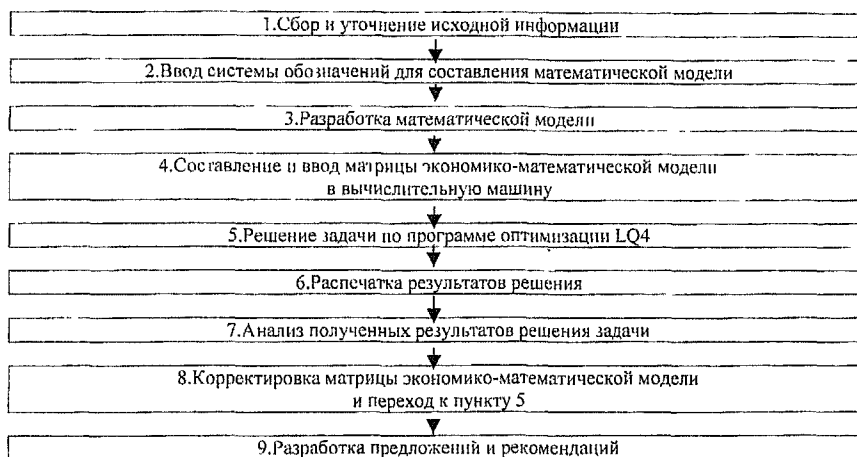 1.Сбор и уточнение исходной информации
2.Ввод системы обозначений для составления математической модели
3.Разработка математической модели
4.Составление и ввод матрицы экономико-математической модели
в вычислительную машину
5.Решение задачи по программе оптимизации LQ4
6.Распечатка результатов решения
7.Анализ полученных результатов решения задачи
8.Корректировка матрицы экономико-математической модели
и переход к пункту 5
9.Разработка предложений и рекомендаций